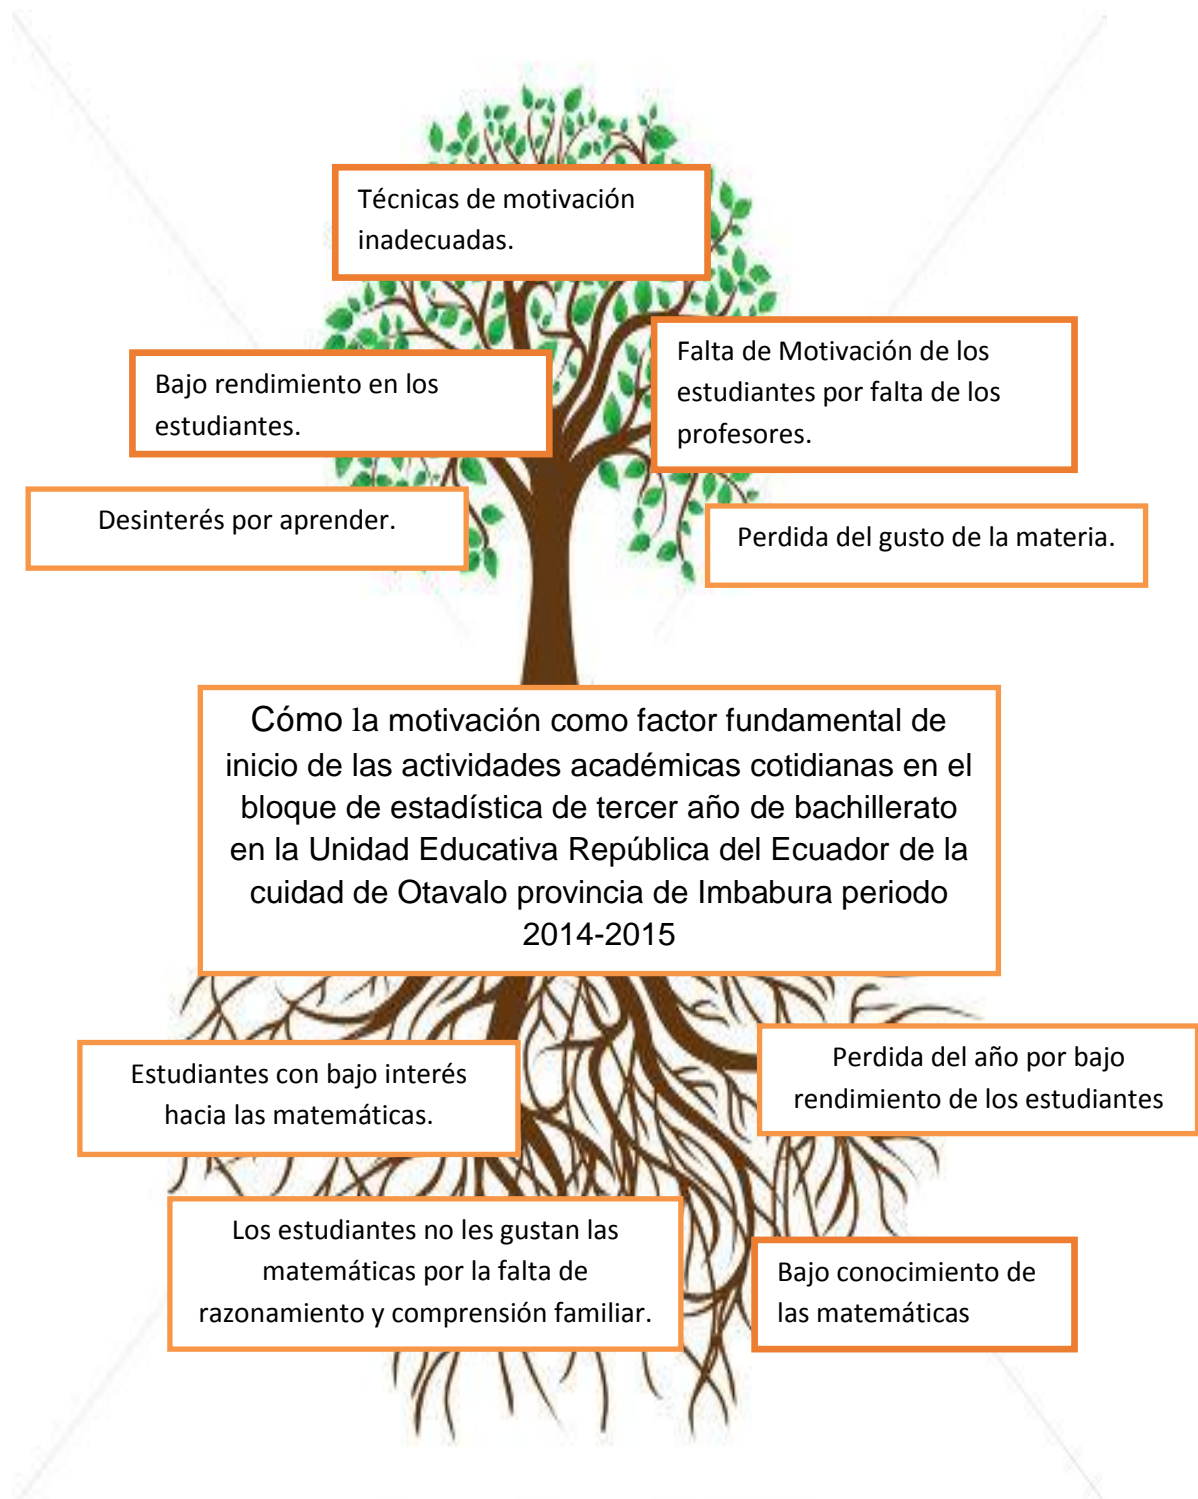 Técnicas de motivación
inadecuadas.
Falta de Motivación de los
estudiantes por falta de los
profesores.
Bajo rendimiento en los
estudiantes.
Desinterés por aprender.
Perdida del gusto de la materia.
Cómo la motivación como factor fundamental de
inicio de las actividades académicas cotidianas en el
bloque de estadística de tercer año de bachillerato
en la Unidad Educativa República del Ecuador de la
cuidad de Otavalo provincia de Imbabura periodo
2014-2015
Estudiantes con bajo interés
hacia las matemáticas.
Perdida del año por bajo
rendimiento de los estudiantes
Los estudiantes no les gustan las
matemáticas por la falta de
razonamiento y comprensión familiar.
Bajo conocimiento de
las matemáticas